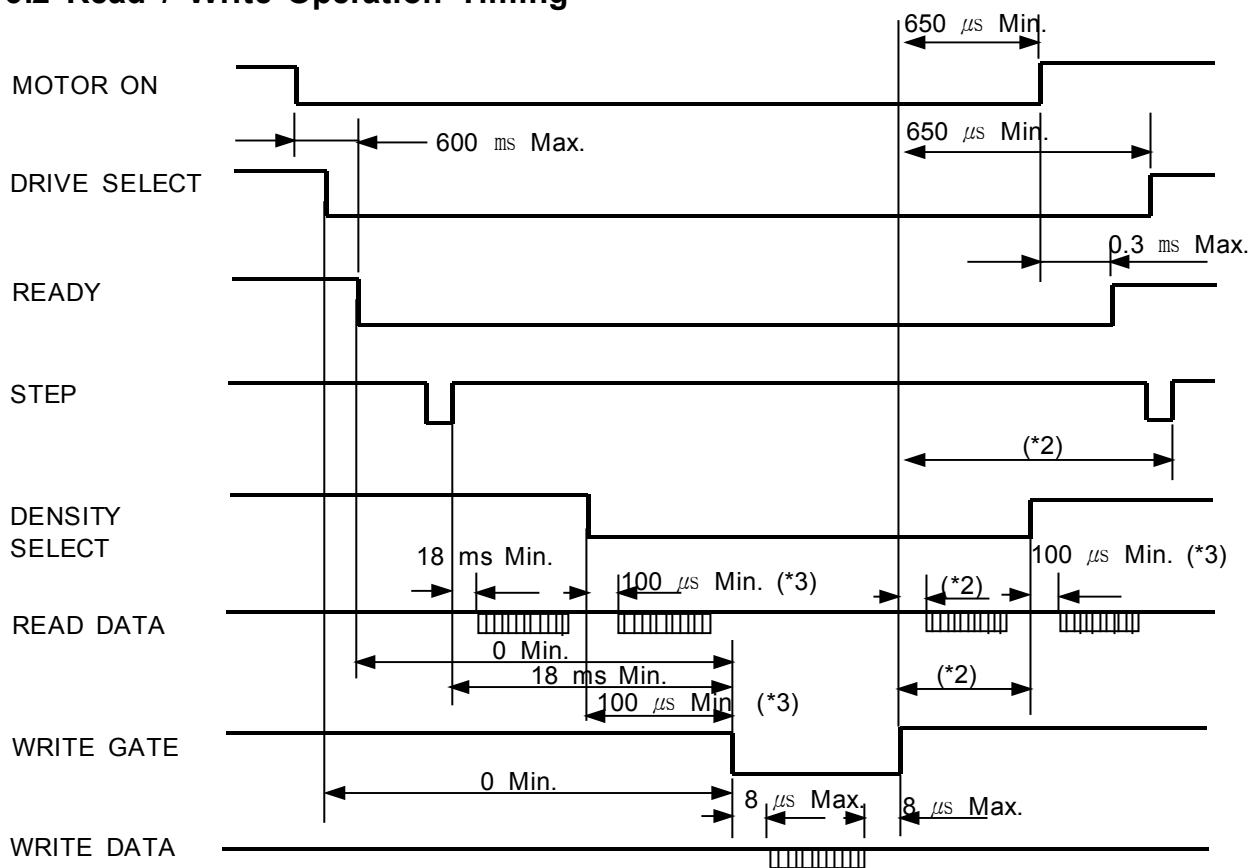 5.2 Read / Write Operation Timing
650 μs Min.
MOTOR ON
600 ms Max.
650 μs Min.
DRIVE SELECT
0.3 ms Max.
READY
STEP
(*2)
DENSITY
SELECT
18 ms Min.
100 μs Min. (*3)
100 μs Min. (*3)
(*2)
READ DATA
0 Min.
18 ms Min.
(*2)
100 μs Min (*3)
WRITE GATE
0 Min.
8 μs Max.
8 μs Max.
WRITE DATA